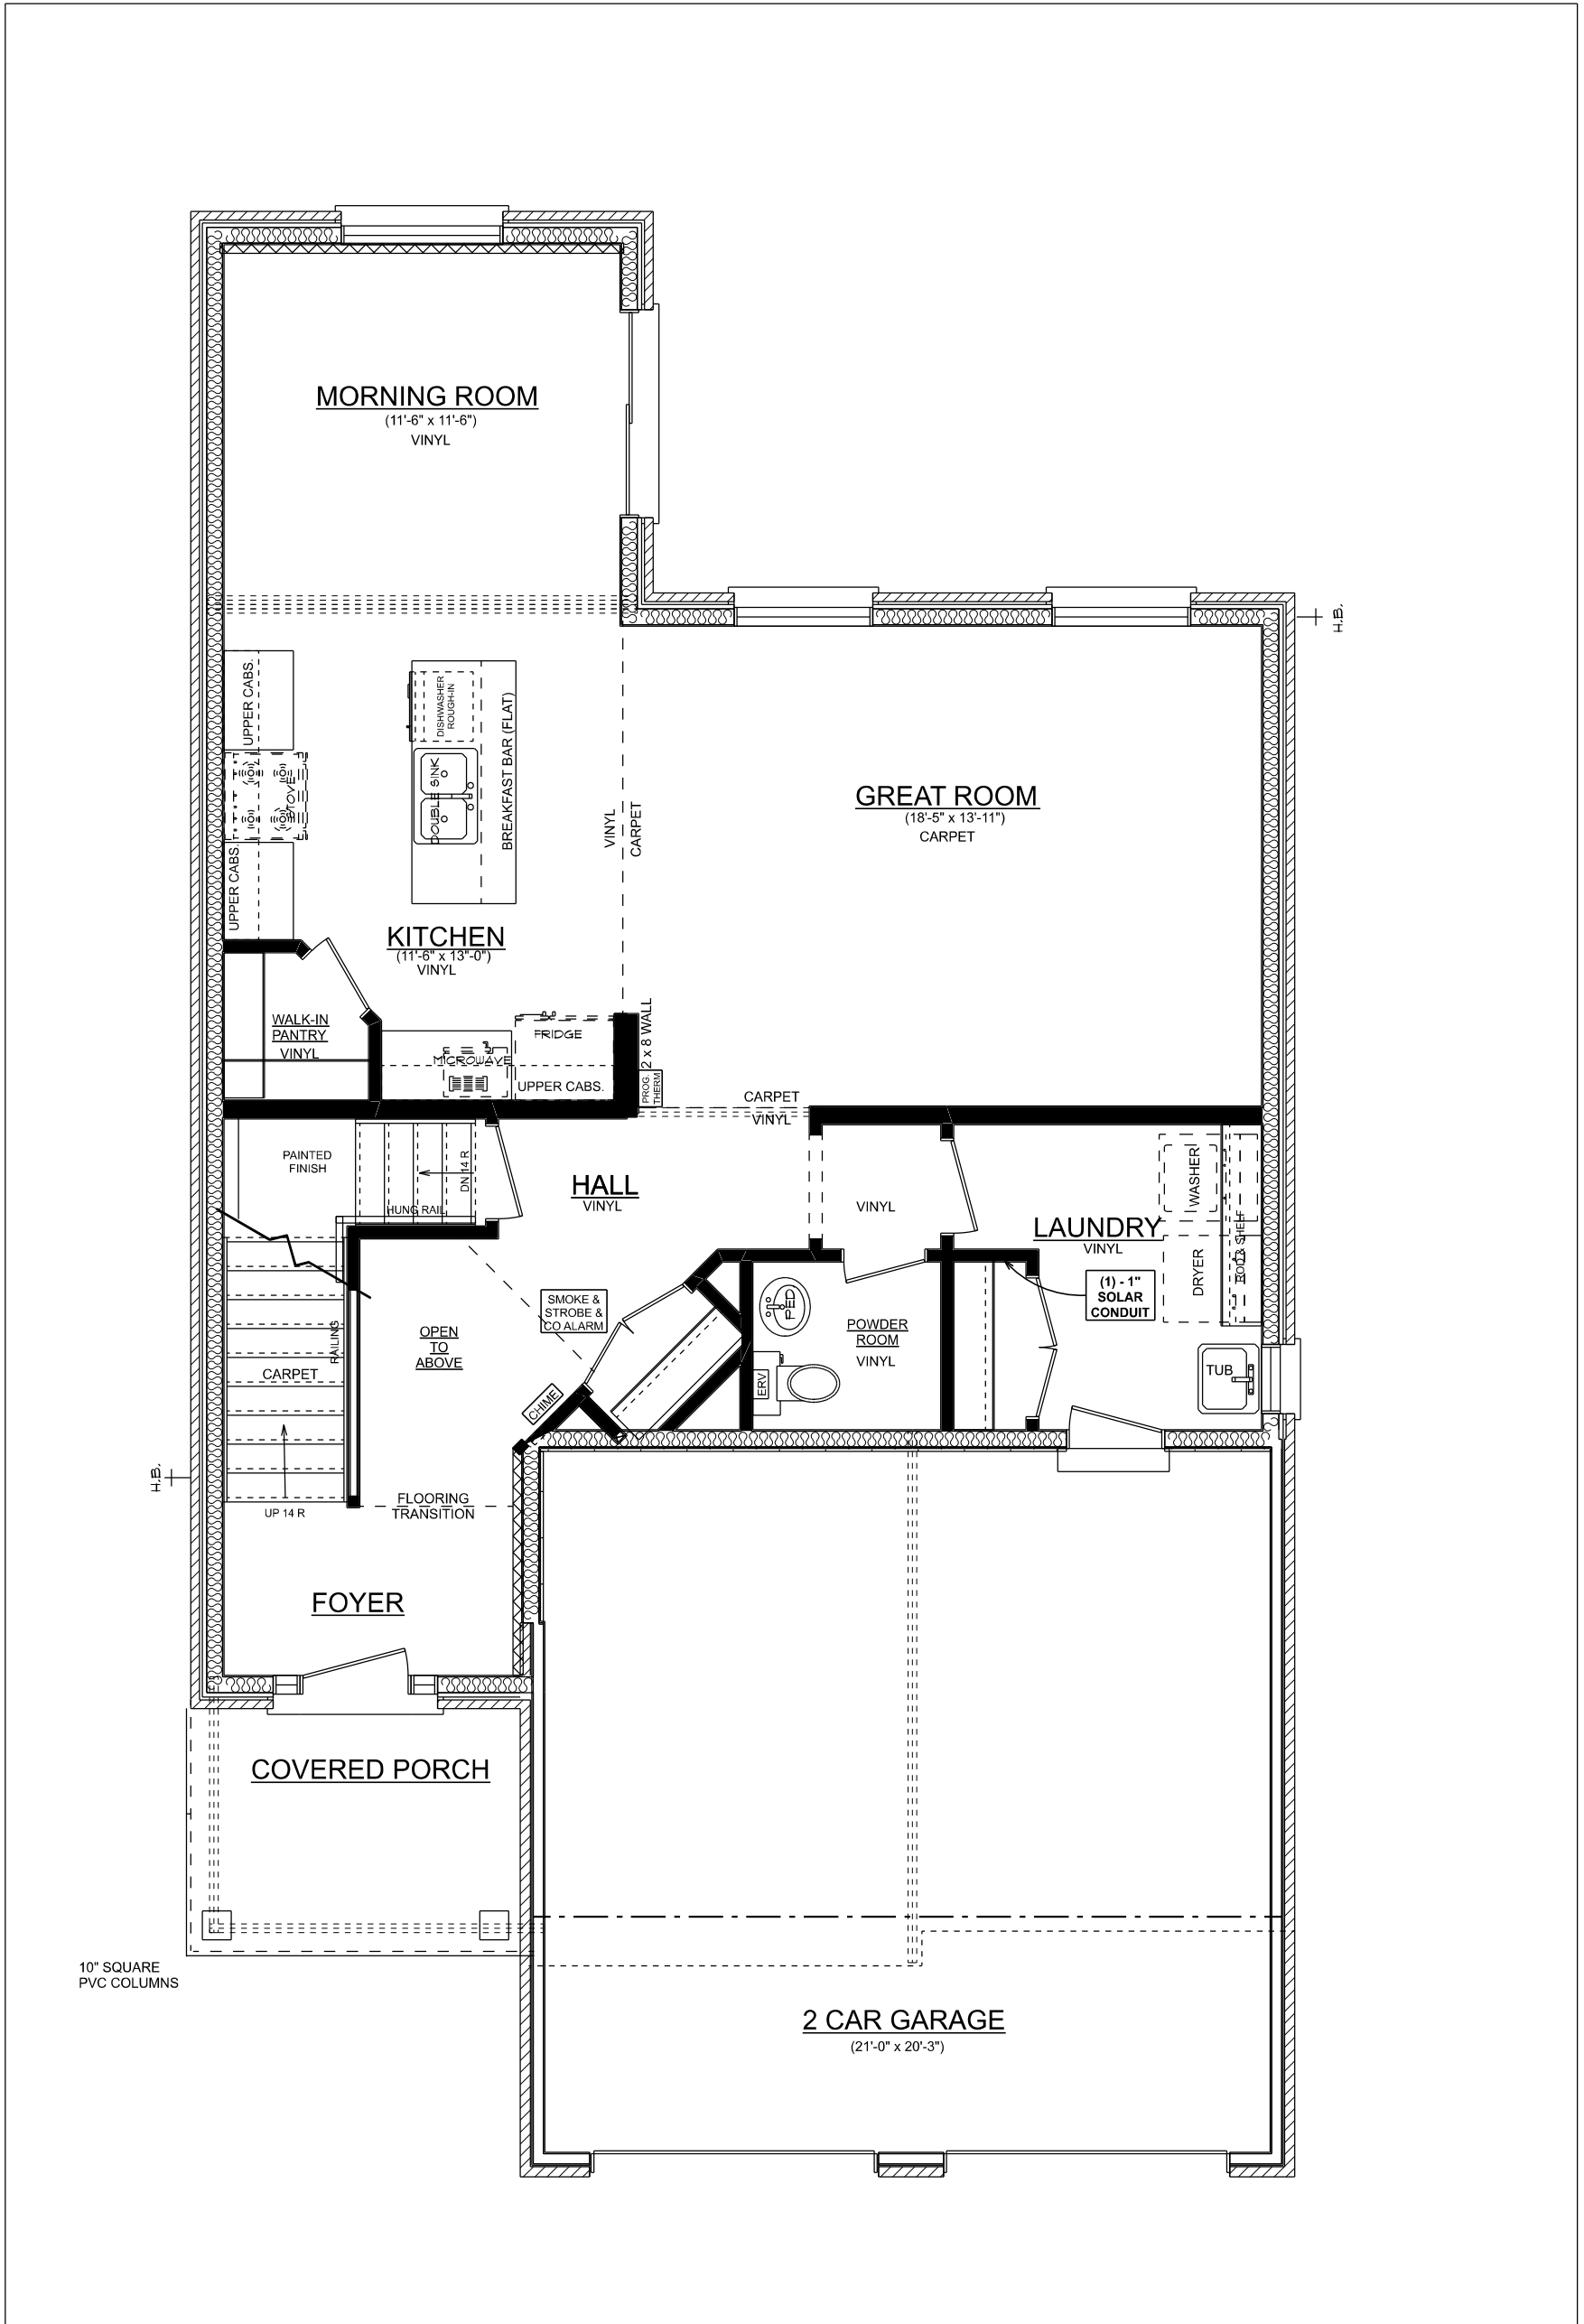 MORNING ROOM
(11'-6" x 11'-6")
VINYL
H.B.
UPPER CABS.
STOVE
UPPER CABS.
DISHWASHER
ROUGH-IN
DOUBLE SINK
BREAKFAST BAR (FLAT)
VINYL
CARPET
GREAT ROOM
(18'-5" x 13'-11")
CARPET
KITCHEN
(11'-6" x 13"-0")
VINYL
WALK-IN
PANTRY
VINYL
MICROWAVE
FRIDGE
UPPER CABS.
2 x 8 WALL
PROG.
THERM
CARPET
VINYL
PAINTED
FINISH
DN 14 R
HUNG RAIL
HALL
VINYL
VINYL
LAUNDRY
VINYL
WASHER
DRYER
ROD & SHELF
(1) - 1"
SOLAR
CONDUIT
SMOKE &
STROBE &
CO ALARM
PED
POWDER
ROOM
VINYL
ERV
TUB
CHIME
OPEN
TO
ABOVE
RAILING
CARPET
UP 14 R
H.B.
FLOORING
TRANSITION
FOYER
COVERED PORCH
10" SQUARE
PVC COLUMNS
2 CAR GARAGE
(21'-0" x 20'-3")